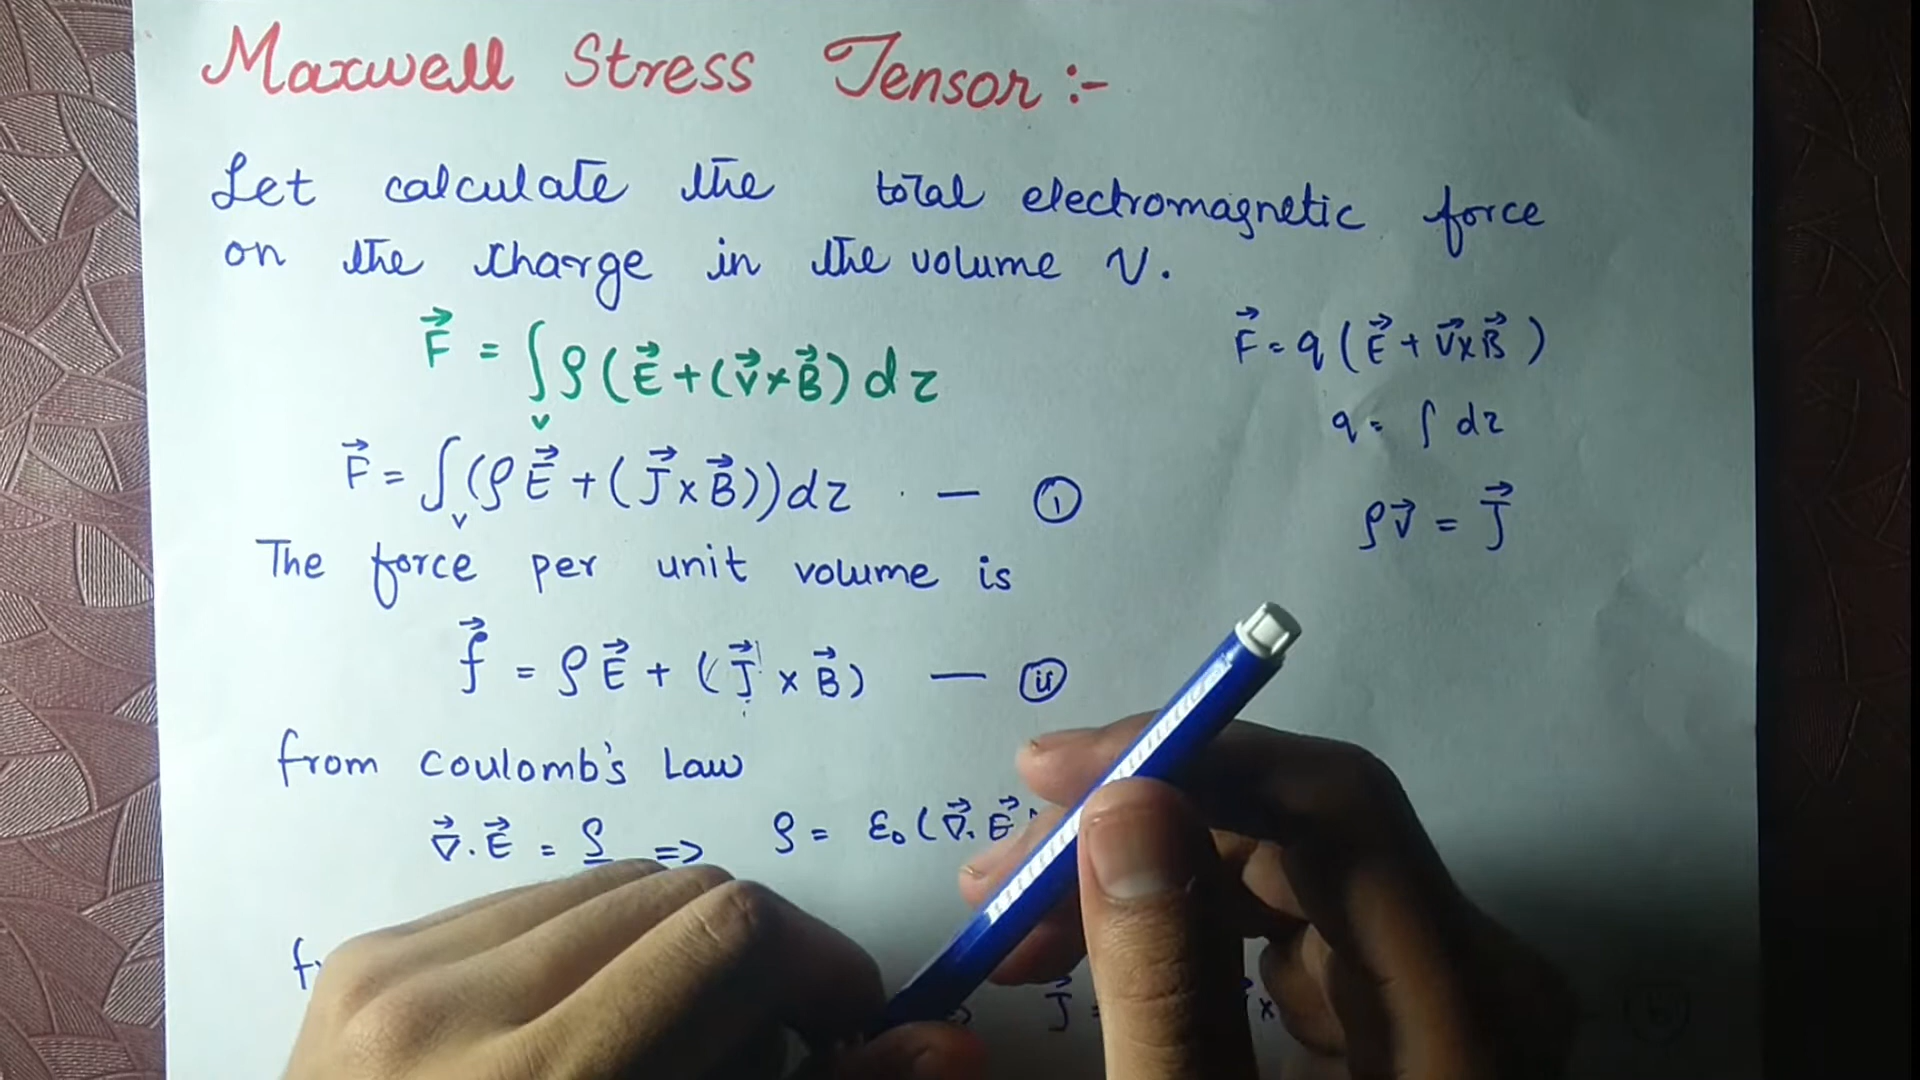 Maxwell Stress Tensor :-
Let calculate the total electromagnetic force
on the charge in the volume V.
F⃗ = ∫ᵥ ρ(E⃗ + (v⃗ × B⃗) dτ
F⃗ = q (E⃗ + V⃗ × B⃗)
q = ∫ dτ
F⃗ = ∫ᵥ (ρE⃗ + (J⃗ × B⃗)) dτ — (i)
ρV⃗ = J⃗
The force per unit volume is
f⃗ = ρE⃗ + (J⃗ × B⃗) — (ii)
from Coulomb's Law
∇⃗.E⃗ = ρ => ρ = ε₀(∇⃗.E⃗
J⃗ = ×